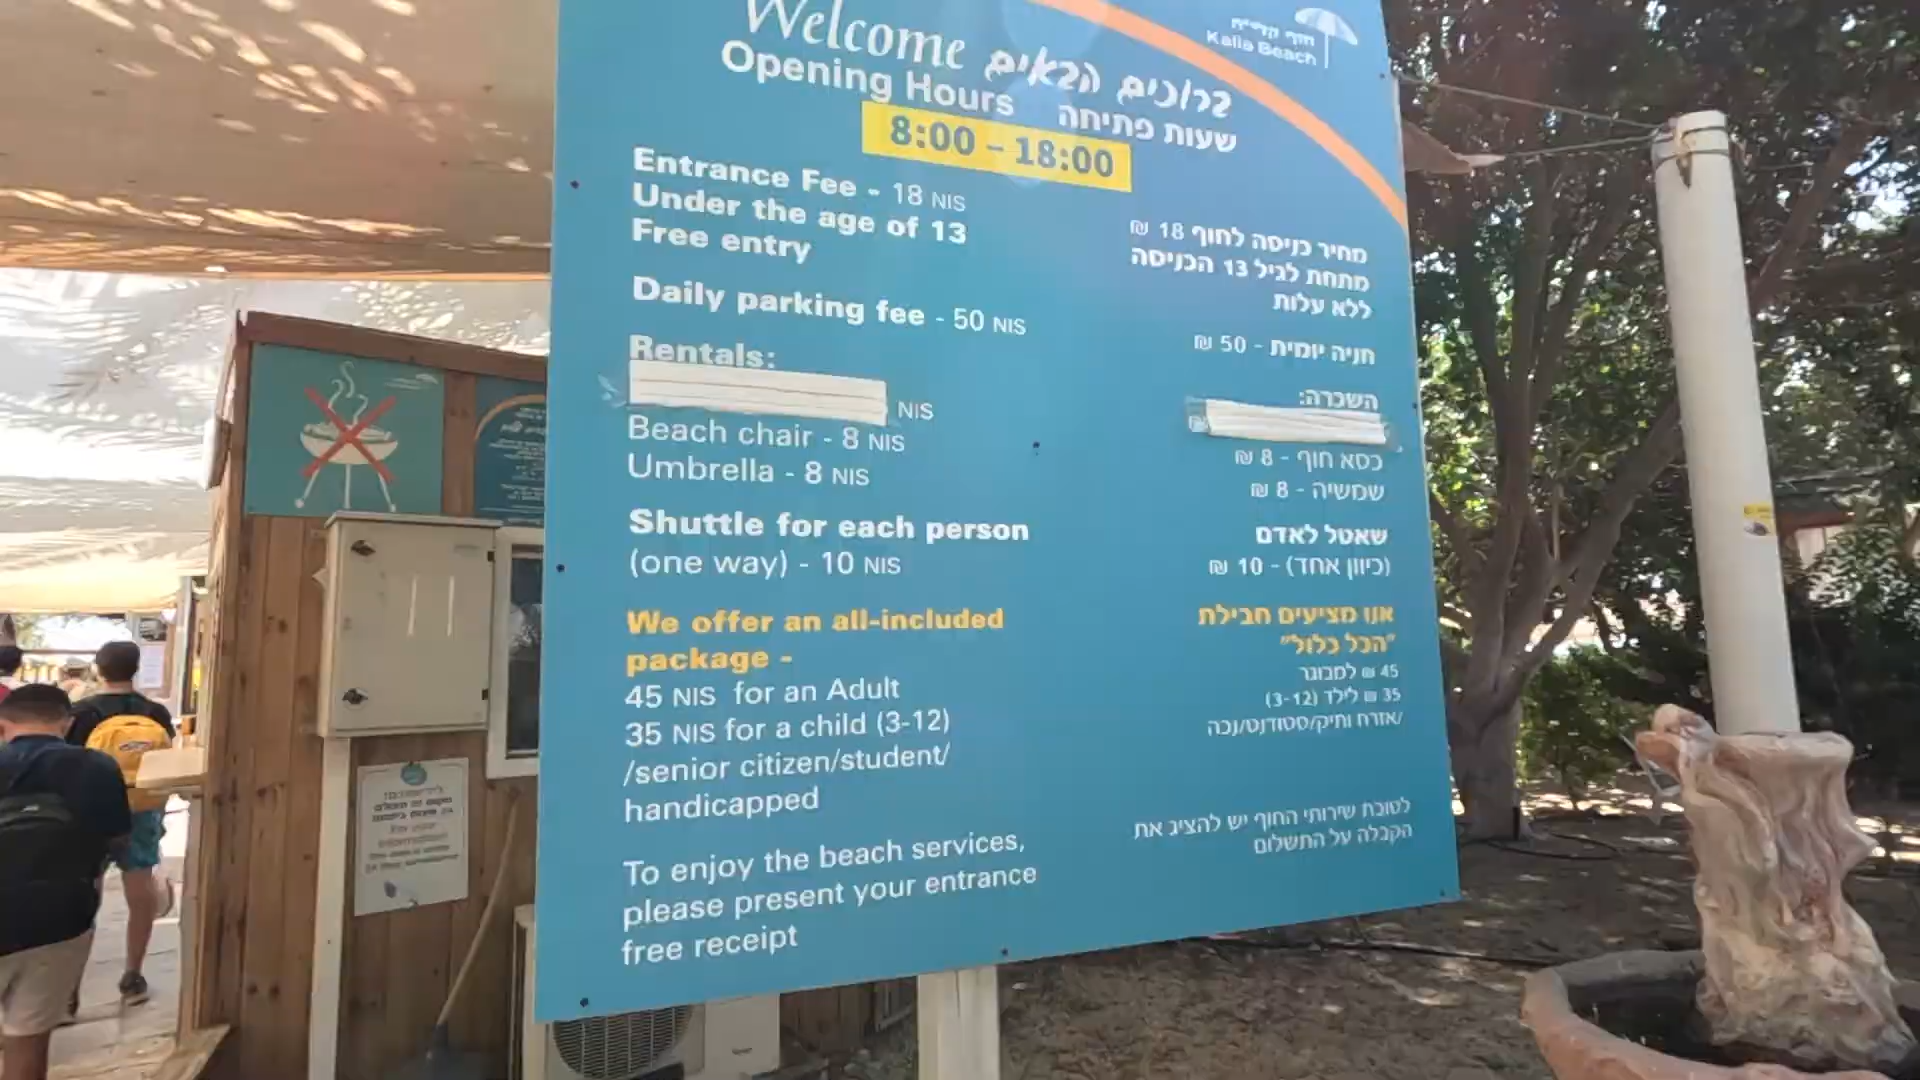 Welcome ברוכים הבאים
Opening Hours שעות פתיחה
8:00 - 18:00
חוף קליה
Kalia Beach
Entrance Fee - 18 NIS
Under the age of 13
Free entry
Daily parking fee - 50 NIS
Rentals:
NIS
Beach chair - 8 NIS
Umbrella - 8 NIS
Shuttle for each person
(one way) - 10 NIS
We offer an all-included
package -
45 NIS for an Adult
35 NIS for a child (3-12)
/senior citizen/student/
handicapped
To enjoy the beach services,
please present your entrance
free receipt
מחיר כניסה לחוף 18 ₪
מתחת לגיל 13 הכניסה
ללא עלות
חניה יומית - 50 ₪
השכרה:
₪
כסא חוף - 8 ₪
שמשיה - 8 ₪
שאטל לאדם
(כיוון אחד) - 10 ₪
אנו מציעים חבילת
"הכל כלול"
45 ₪ למבוגר
35 ₪ לילד (3-12)
/אזרח ותיק/סטודנט/נכה
לטובת שירותי החוף יש להציג את
הקבלה על התשלום